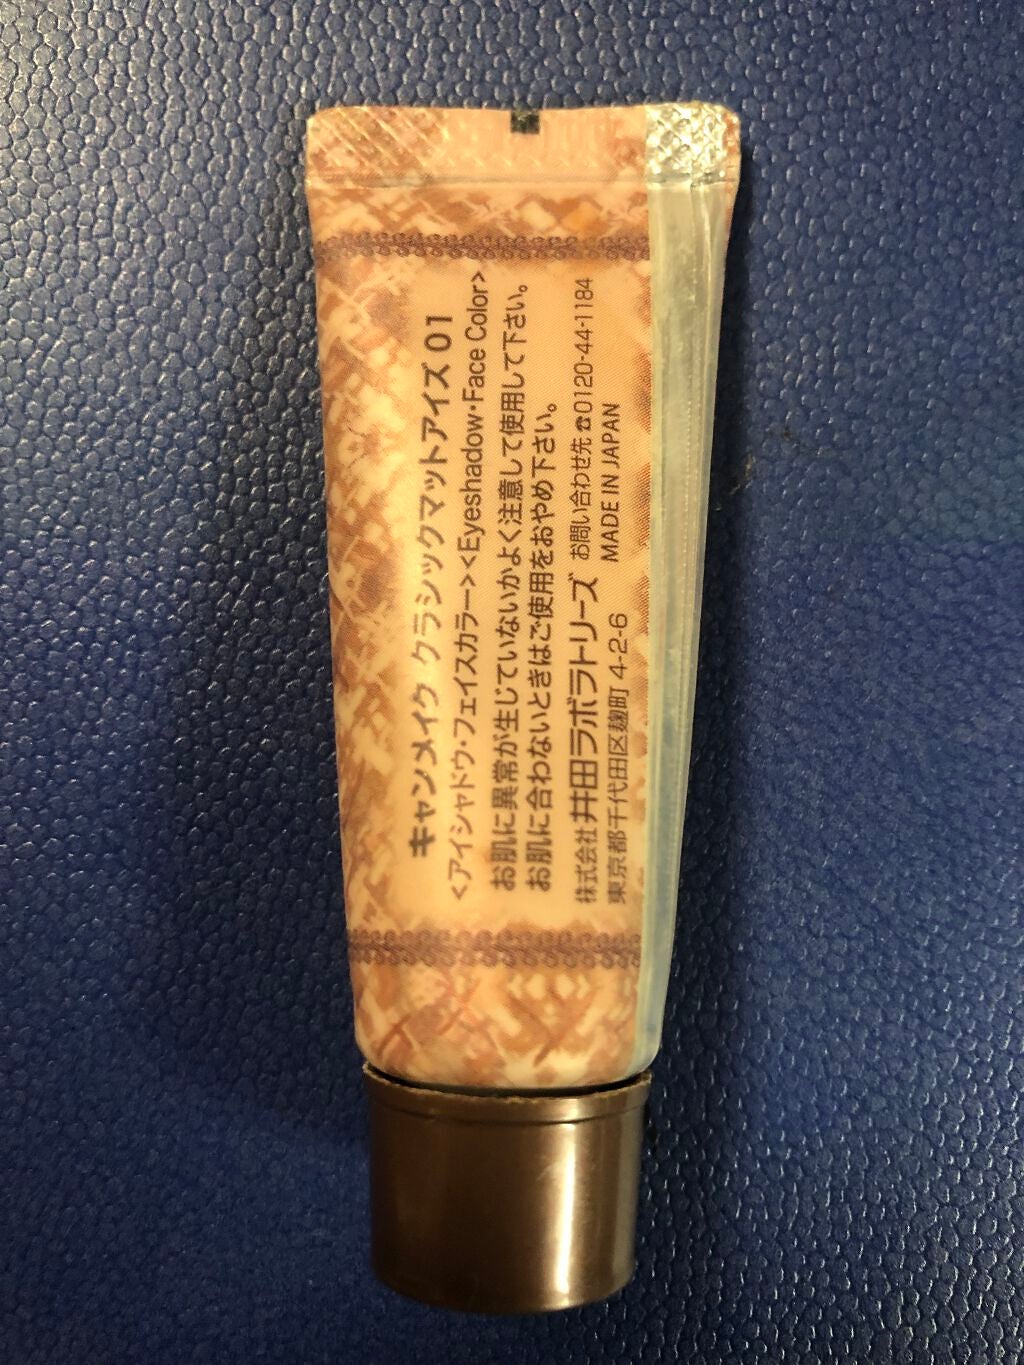 キャンメイク クラシックマットアイズ 01
<アイシャドウ・フェイスカラー><Eyeshadow・Face Color>
お肌に異常が生じていないかよく注意して使用して下さい。
お肌に合わないときはご使用をおやめ下さい。
株式会社 井田ラボラトリーズ お問い合わせ先☎0120-44-1184
東京都千代田区麹町 4-2-6 MADE IN JAPAN